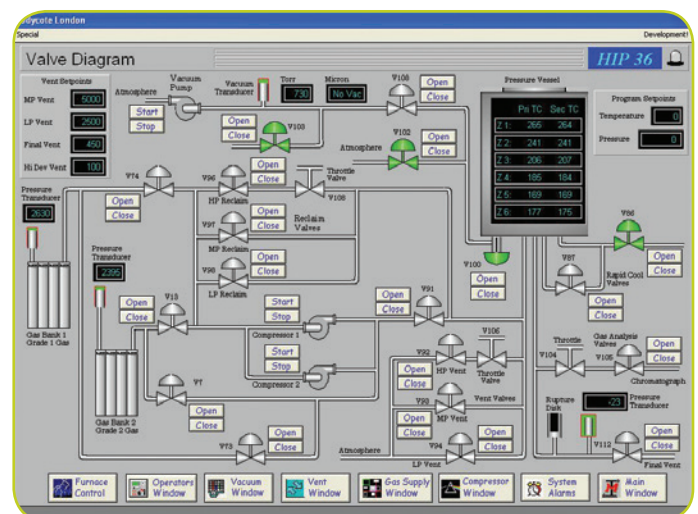 oycote London
Special
Development!
Valve Diagram
HIP 36
Vent Setpoints
MP Vent 5000
LP Vent 2500
Final Vent 450
Hi Dev Vent 100
Atmosphere
Vacuum
Pump
Start
Stop
Vacuum
Transducer
Torr
730
Micron
No Vac
V108
Open
Close
Open
Close
V103
V102
Open
Close
Atmosphere
Pressure Vessel
Pri TC Sec TC
Z 1: 265 264
Z 2: 241 241
Z 3: 206 207
Z 4: 185 184
Z 5: 169 169
Z 6: 177 175
Program Setpoints
Temperature 0
Pressure 0
V74
Open
Close
V96
Open
Close
HP Reclaim
Throttle
Valve
V108
V97
Open
Close
MP Reclaim
Reclaim
Valves
V98
Open
Close
LP Reclaim
Pressure
Transducer
2630
Gas Bank 1
Grade 1 Gas
Pressure
Transducer
2395
Gas Bank 2
Grade 2 Gas
Open
Close
V13
Start
Stop
Compressor 1
Start
Stop
Compressor 2
Open
Close
V91
V100
Open
Close
V86
Open
Close
V87
Rapid Cool
Valves
Open
Close
V7
Open
Close
V73
Open
Close
V92
Open
Close
HP Vent
V106
Throttle
Valve
V93
Open
Close
MP Vent
Vent Valves
V94
Open
Close
LP Vent
Atmosphere
Throttle
V104
Gas Analysis
Valves
V105
Open
Close
Chromatograph
Rupture
Disk
-23
Pressure
Transducer
V112
Open
Close
Final Vent
Furnace
Control
Operators
Window
Vacuum
Window
Vent
Window
Gas Supply
Window
Compressor
Window
System
Alarms
Main
Window